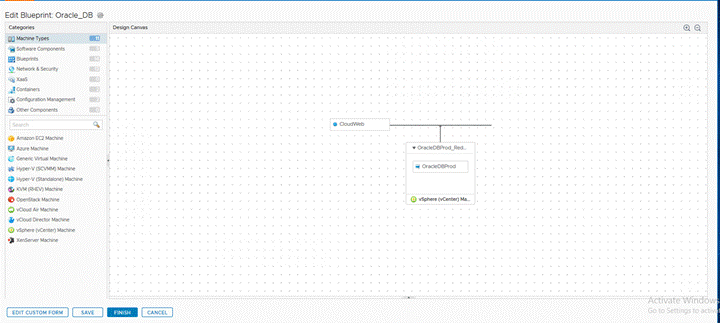 Edit Blueprint: Oracle_DB
Categories
Machine Types
Software Components
Blueprints
Network & Security
XaaS
Containers
Configuration Management
Other Components
Search
Amazon EC2 Machine
Azure Machine
Generic Virtual Machine
Hyper-V (SCVMM) Machine
Hyper-V (Standalone) Machine
KVM (RHEV) Machine
OpenStack Machine
vCloud Air Machine
vCloud Director Machine
vSphere (vCenter) Machine
XenServer Machine
Design Canvas
CloudWeb
OracleDBProd_Res...
OracleDBProd
vSphere (vCenter) Ma...
EDIT CUSTOM FORM
SAVE
FINISH
CANCEL
Activate Windows
Go to Settings to activ